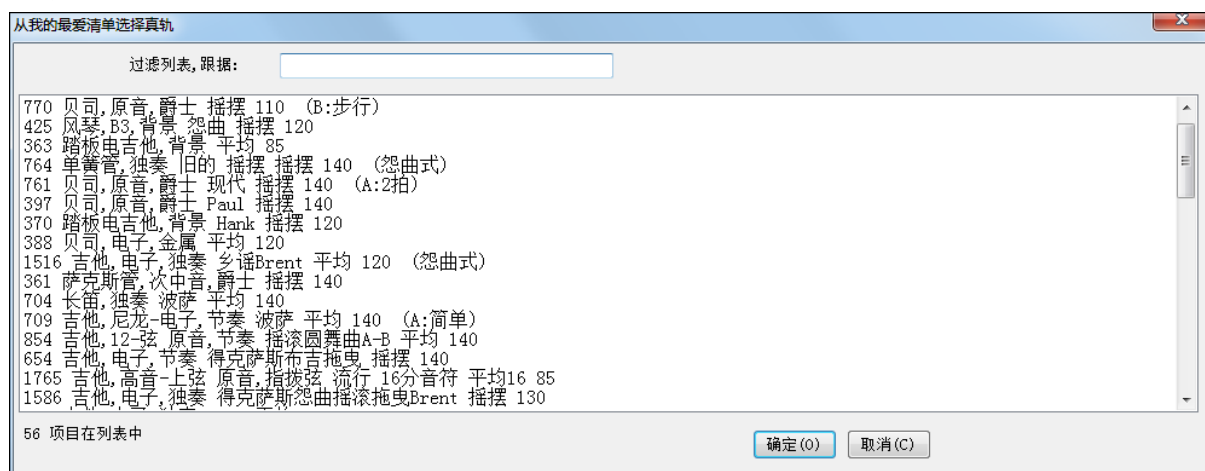 从我的最爱清单选择真轨
过滤列表,跟据:
770 贝司,原音,爵士 摇摆 110 (B:步行)
425 风琴,B3,背景 怨曲 摇摆 120
363 踏板电吉他,背景 平均 85
764 单簧管,独奏 旧的 摇摆 摇摆 140 (怨曲式)
761 贝司,原音,爵士 现代 摇摆 140 (A:2拍)
397 贝司,原音,爵士 Paul 摇摆 140
370 踏板电吉他,背景 Hank 摇摆 120
388 贝司,电子,金属 平均 120
1516 吉他,电子,独奏 乡谣Brent 平均 120 (怨曲式)
361 萨克斯管,次中音,爵士 摇摆 140
704 长笛,独奏 波萨 平均 140
709 吉他,尼龙-电子,节奏 波萨 平均 140 (A:简单)
854 吉他,12-弦 原音,节奏 摇滚圆舞曲A-B 平均 140
654 吉他,电子,节奏 得克萨斯布吉拖曳 摇摆 140
1765 吉他,高音-上弦 原音,指拨弦 流行 16分音符 平均16 85
1586 吉他,电子,独奏 得克萨斯怨曲摇滚拖曳Brent 摇摆 130
56 项目在列表中
确定(O) 取消(C)